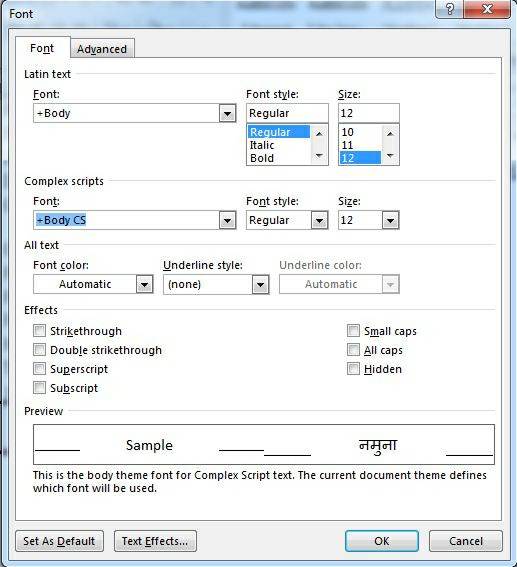 Font
Font Advanced
Latin text
Font: Font style: Size:
+Body Regular 12
Regular 10
Italic 11
Bold 12
Complex scripts
Font: Font style: Size:
+Body CS Regular 12
All text
Font color: Underline style: Underline color:
Automatic (none) Automatic
Effects
Strikethrough Small caps
Double strikethrough All caps
Superscript Hidden
Subscript
Preview
Sample नमुना
This is the body theme font for Complex Script text. The current document theme defines
which font will be used.
Set As Default Text Effects... OK Cancel